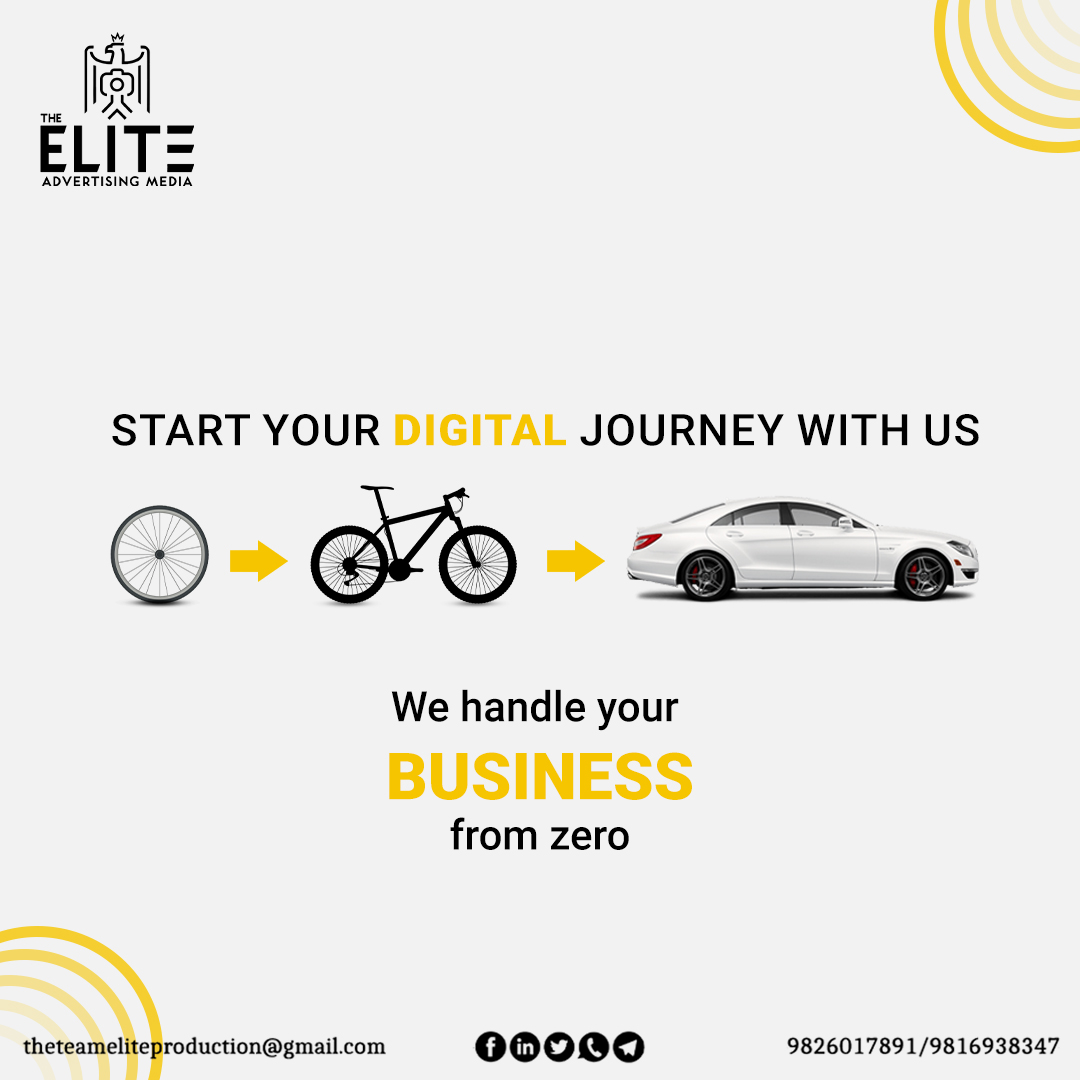 THE
ELITE
ADVERTISING MEDIA
START YOUR DIGITAL JOURNEY WITH US
We handle your
BUSINESS
from zero
theteameliteproduction@gmail.com
9826017891/9816938347